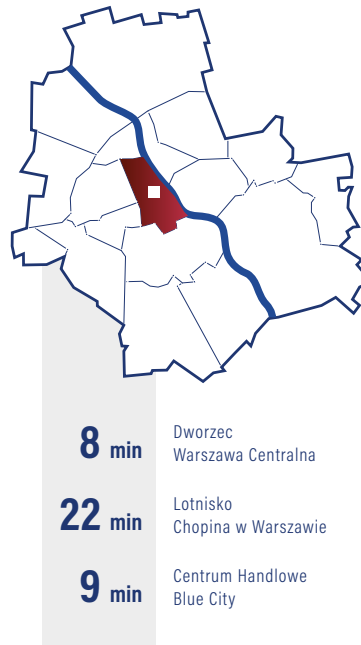 8 min
Dworzec
Warszawa Centralna
22 min
Lotnisko
Chopina w Warszawie
9 min
Centrum Handlowe
Blue City